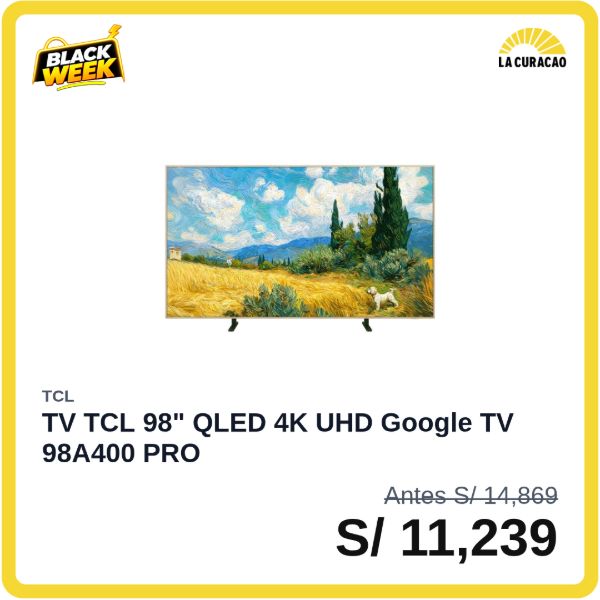 BLACK
WEEK
LA CURACAO
TCL
TV TCL 98" QLED 4K UHD Google TV
98A400 PRO
Antes S/ 14,869
S/ 11,239